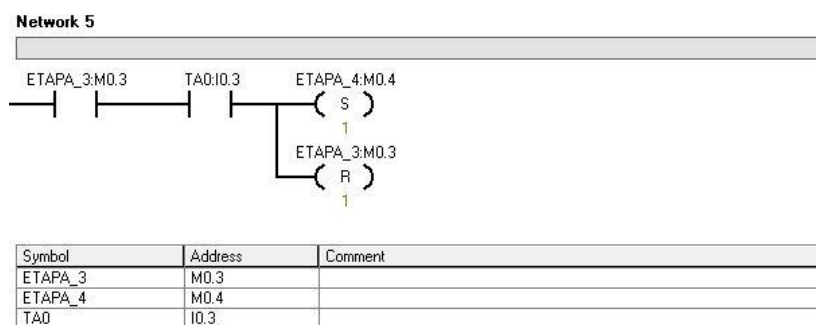 Network 5
ETAPA_3:M0.3 TA0:I0.3 ETAPA_4:M0.4
S
1
ETAPA_3:M0.3
R
1
Symbol Address Comment
ETAPA_3 M0.3
ETAPA_4 M0.4
TA0 I0.3